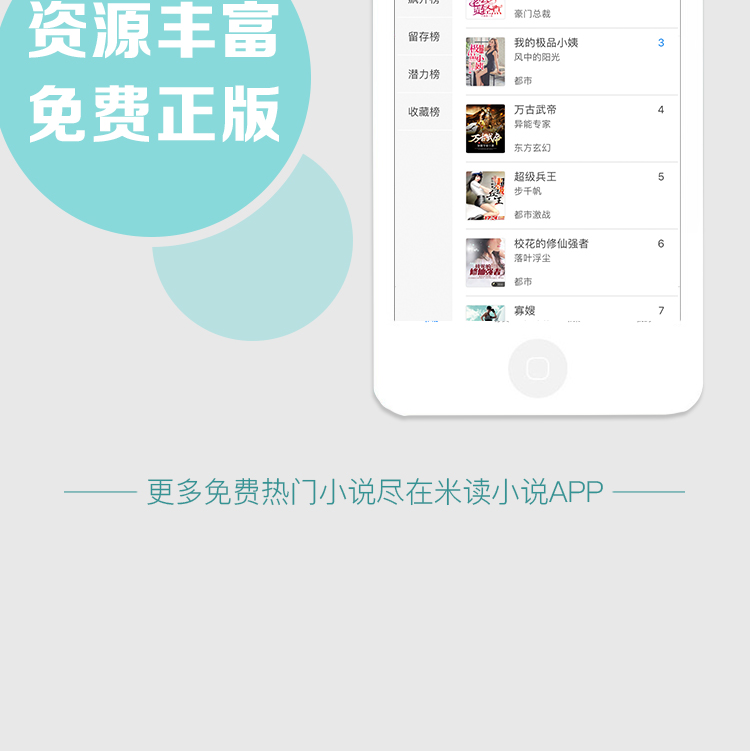 资源丰富
免费正版
飙升榜
留存榜
潜力榜
收藏榜
豪门总裁
我的极品小姨
3
风中的阳光
都市
万古武帝
4
异能专家
东方玄幻
超级兵王
5
步千帆
都市激战
校花的修仙强者
6
落叶浮尘
都市
寡嫂
7
更多免费热门小说尽在米读小说APP